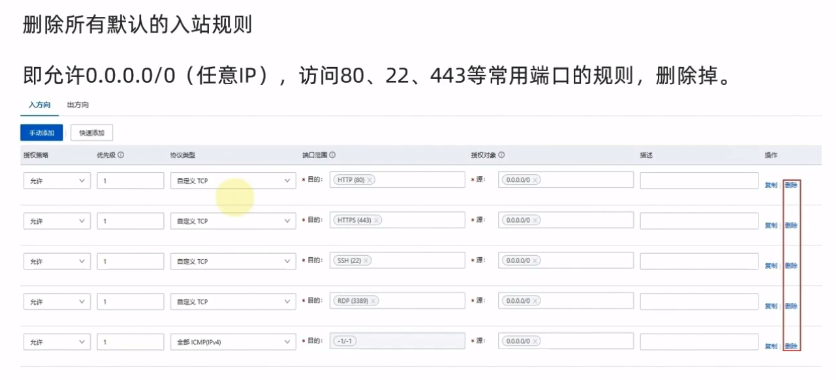 删除所有默认的入站规则
即允许0.0.0.0/0（任意IP），访问80、22、443等常用端口的规则，删除掉。
入方向 出方向
手动添加 快速添加
授权策略 优先级 协议类型 端口范围 授权对象 描述 操作
允许 1 自定义 TCP * 目的: HTTP (80) × * 源: 0.0.0.0/0 × 复制 删除
允许 1 自定义 TCP * 目的: HTTPS (443) × * 源: 0.0.0.0/0 × 复制 删除
允许 1 自定义 TCP * 目的: SSH (22) × * 源: 0.0.0.0/0 × 复制 删除
允许 1 自定义 TCP * 目的: RDP (3389) × * 源: 0.0.0.0/0 × 复制 删除
允许 1 全部 ICMP(IPv4) * 目的: -1/-1 * 源: 0.0.0.0/0 × 复制 删除